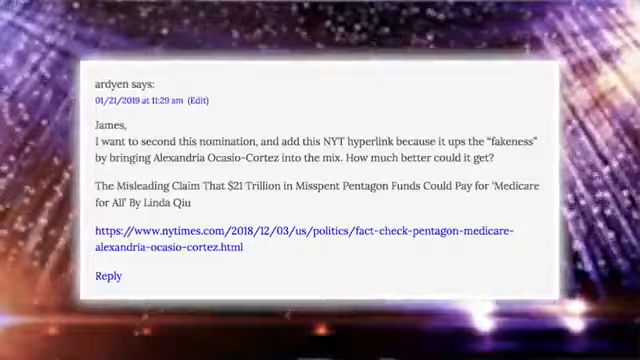 ardyen says:
01/21/2019 at 11:29 am (Edit)
James,
I want to second this nomination, and add this NYT hyperlink because it ups the “fakeness”
by bringing Alexandria Ocasio-Cortez into the mix. How much better could it get?
The Misleading Claim That $21 Trillion in Misspent Pentagon Funds Could Pay for ‘Medicare
for All’ By Linda Qiu
https://www.nytimes.com/2018/12/03/us/politics/fact-check-pentagon-medicare-
alexandria-ocasio-cortez.html
Reply